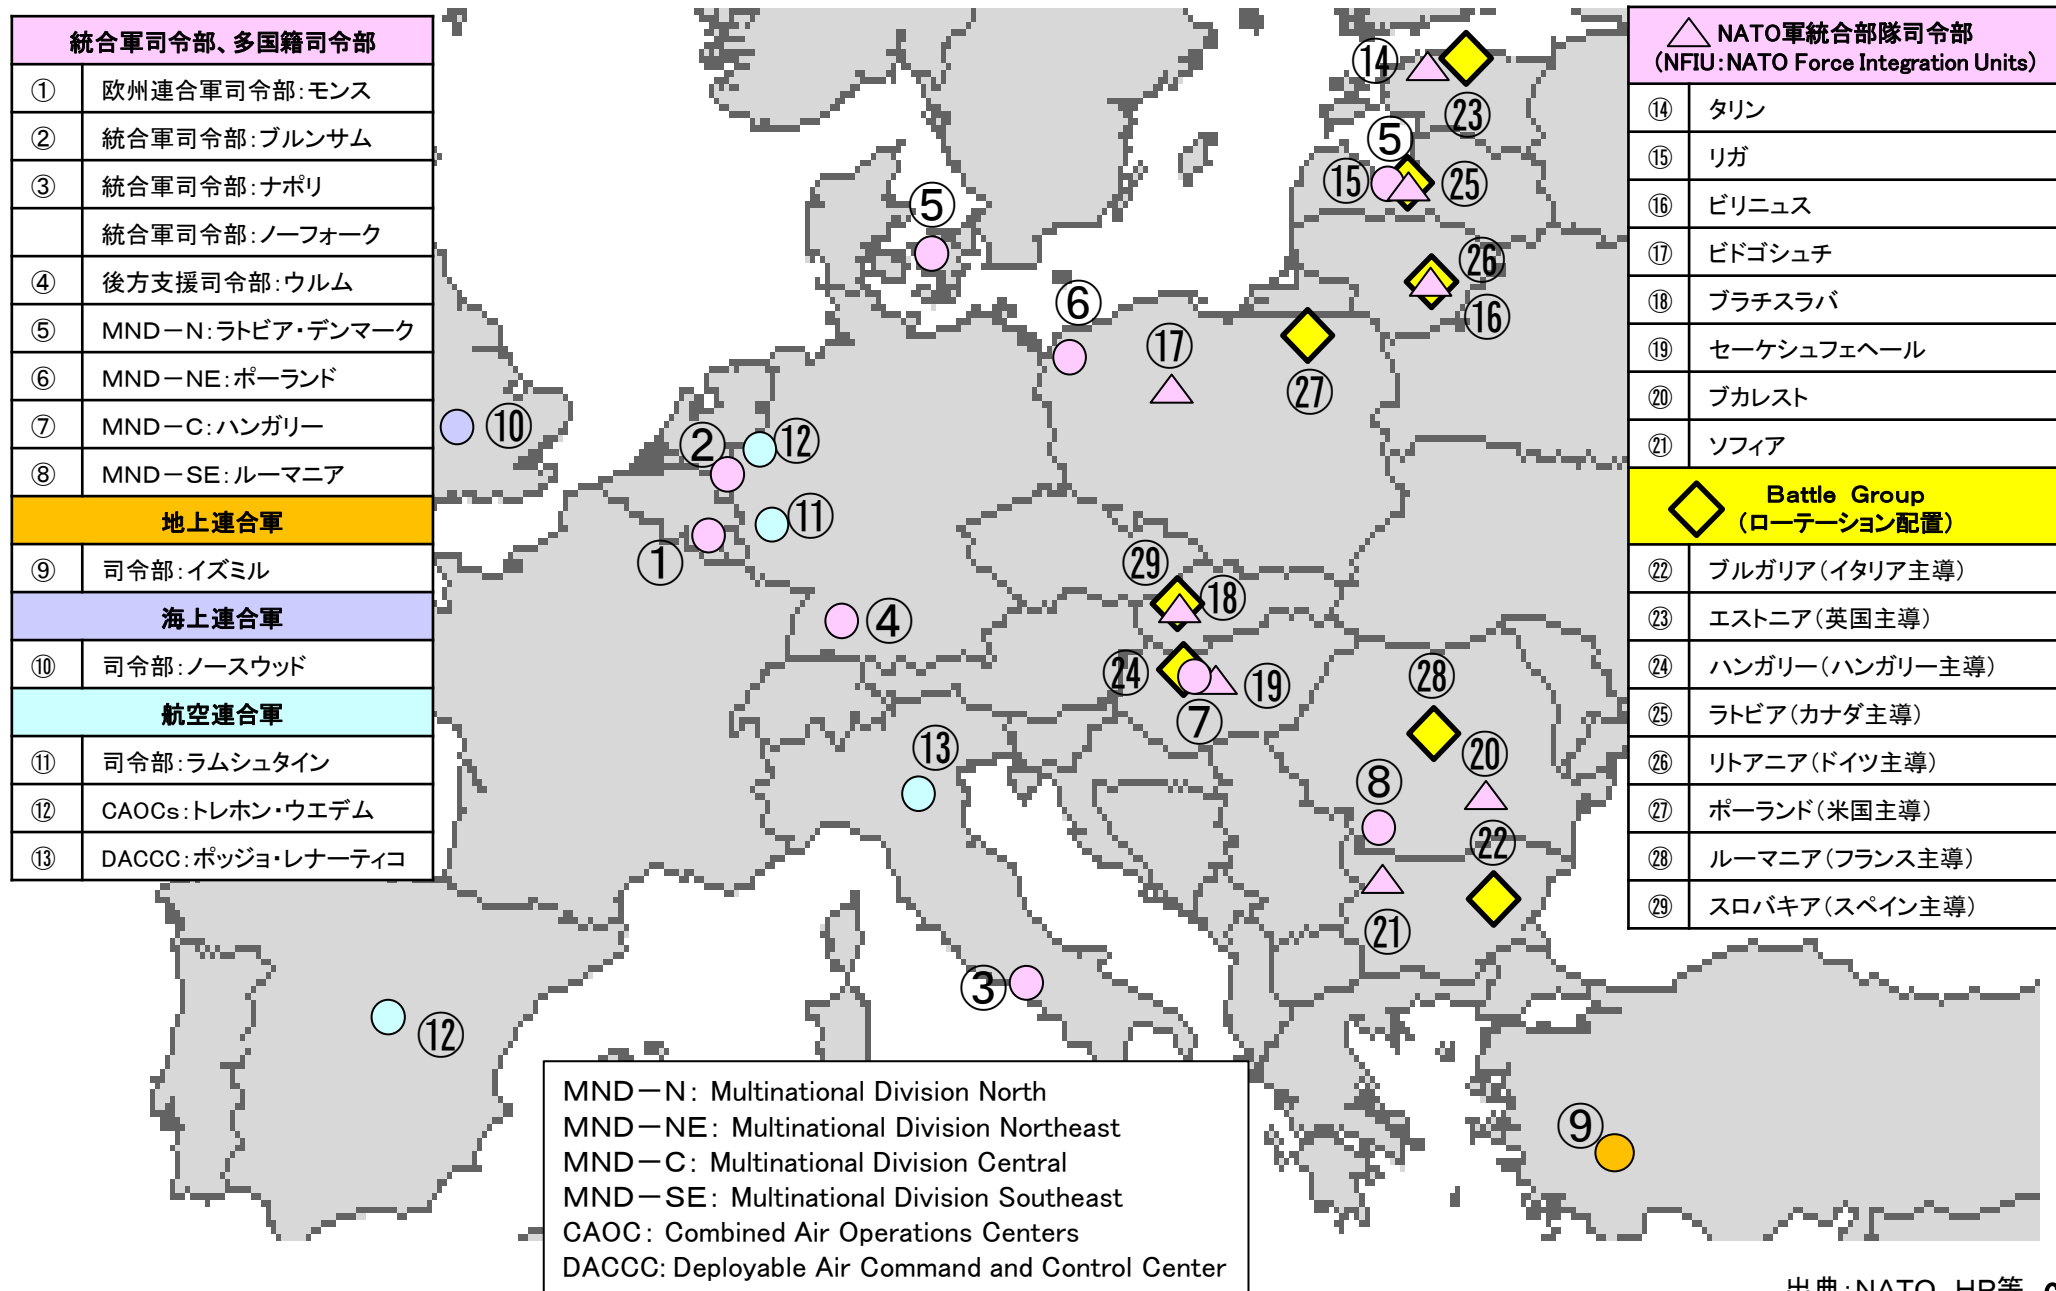 統合軍司令部、多国籍司令部
① 欧州連合軍司令部：モンス
② 統合軍司令部：ブルンサム
③ 統合軍司令部：ナポリ
統合軍司令部：ノーフォーク
④ 後方支援司令部：ウルム
⑤ MND－N：ラトビア・デンマーク
⑥ MND－NE：ポーランド
⑦ MND－C：ハンガリー
⑧ MND－SE：ルーマニア
地上連合軍
⑨ 司令部：イズミル
海上連合軍
⑩ 司令部：ノースウッド
航空連合軍
⑪ 司令部：ラムシュタイン
⑫ CAOCs：トレホン・ウエデム
⑬ DACCC：ポッジョ・レナーティコ
⑭
㉓
⑤
⑮
㉕
⑤
㉖
⑯
⑥
⑰
㉗
⑩
②
⑫
⑪
①
㉙
⑱
④
㉔
⑲
⑦
㉘
⑬
⑳
⑧
㉒
㉑
③
⑫
⑨
NATO軍統合部隊司令部
（NFIU：NATO Force Integration Units）
⑭ タリン
⑮ リガ
⑯ ビリニュス
⑰ ビドゴシュチ
⑱ ブラチスラバ
⑲ セーケシュフェヘール
⑳ ブカレスト
㉑ ソフィア
Battle Group
（ローテーション配置）
㉒ ブルガリア（イタリア主導）
㉓ エストニア（英国主導）
㉔ ハンガリー（ハンガリー主導）
㉕ ラトビア（カナダ主導）
㉖ リトアニア（ドイツ主導）
㉗ ポーランド（米国主導）
㉘ ルーマニア（フランス主導）
㉙ スロバキア（スペイン主導）
MND－N： Multinational Division North
MND－NE： Multinational Division Northeast
MND－C： Multinational Division Central
MND－SE： Multinational Division Southeast
CAOC： Combined Air Operations Centers
DACCC： Deployable Air Command and Control Center
出典：NATO HP等